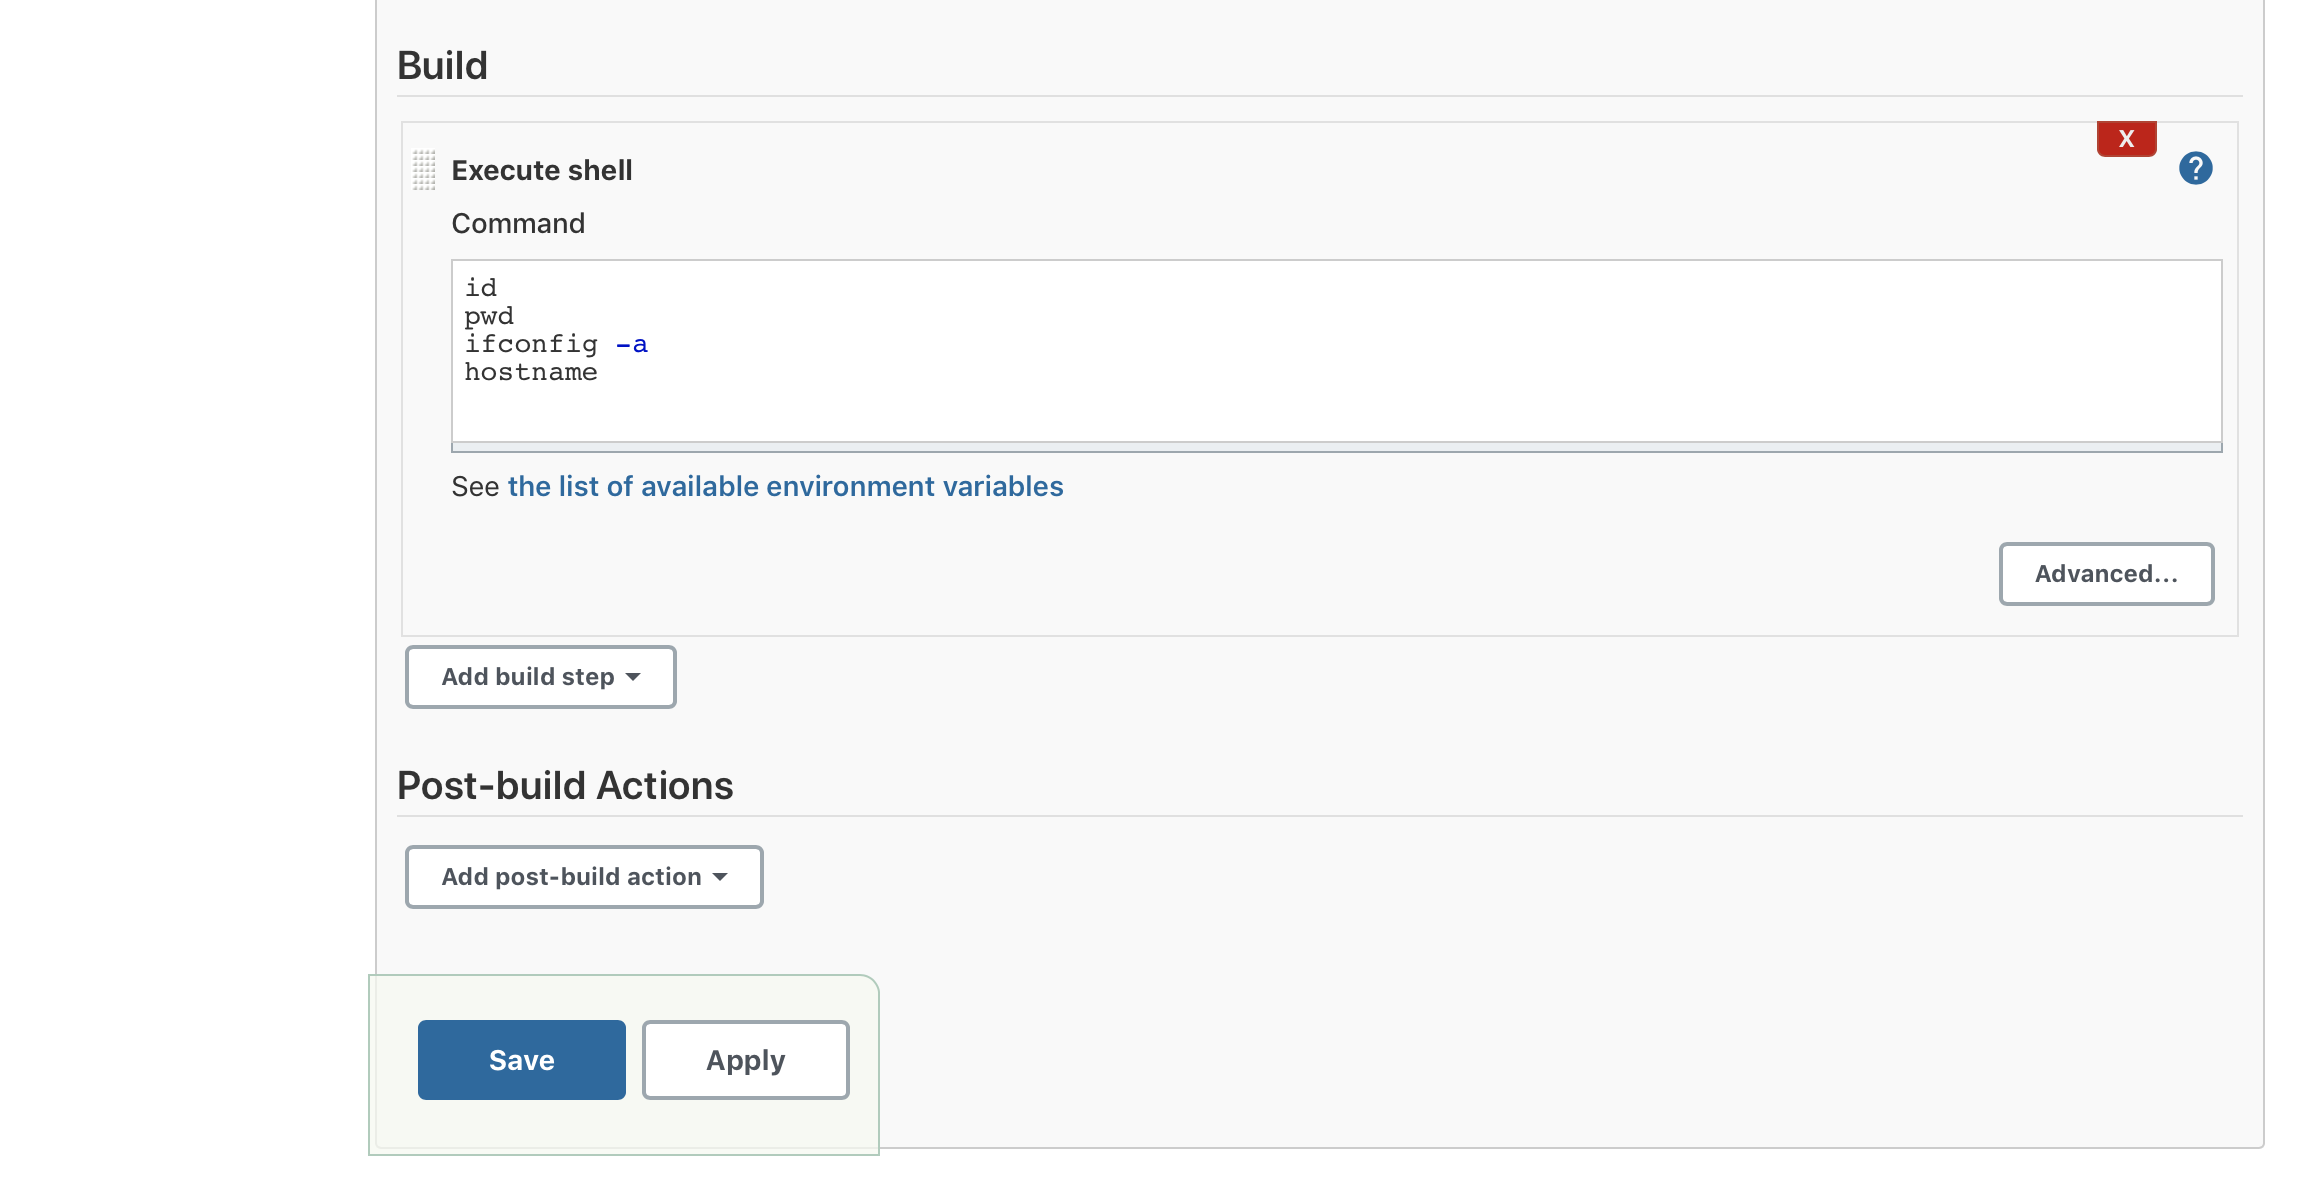 Build
X
Execute shell
?
Command
id
pwd
ifconfig -a
hostname
See the list of available environment variables
Advanced...
Add build step
Post-build Actions
Add post-build action
Save Apply